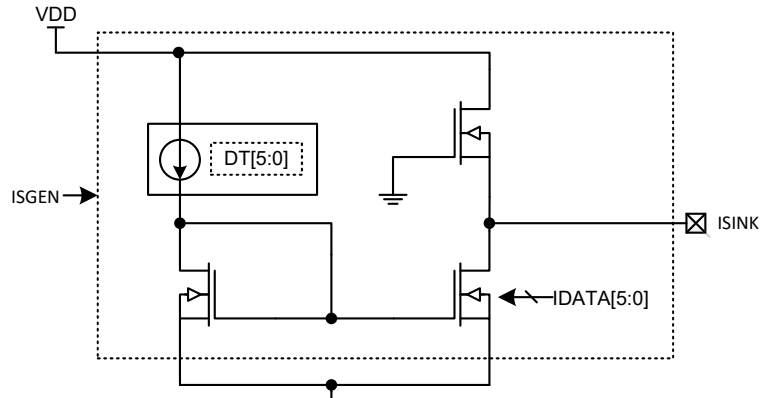 VDD
DT[5:0]
ISGEN
ISINK
IDATA[5:0]